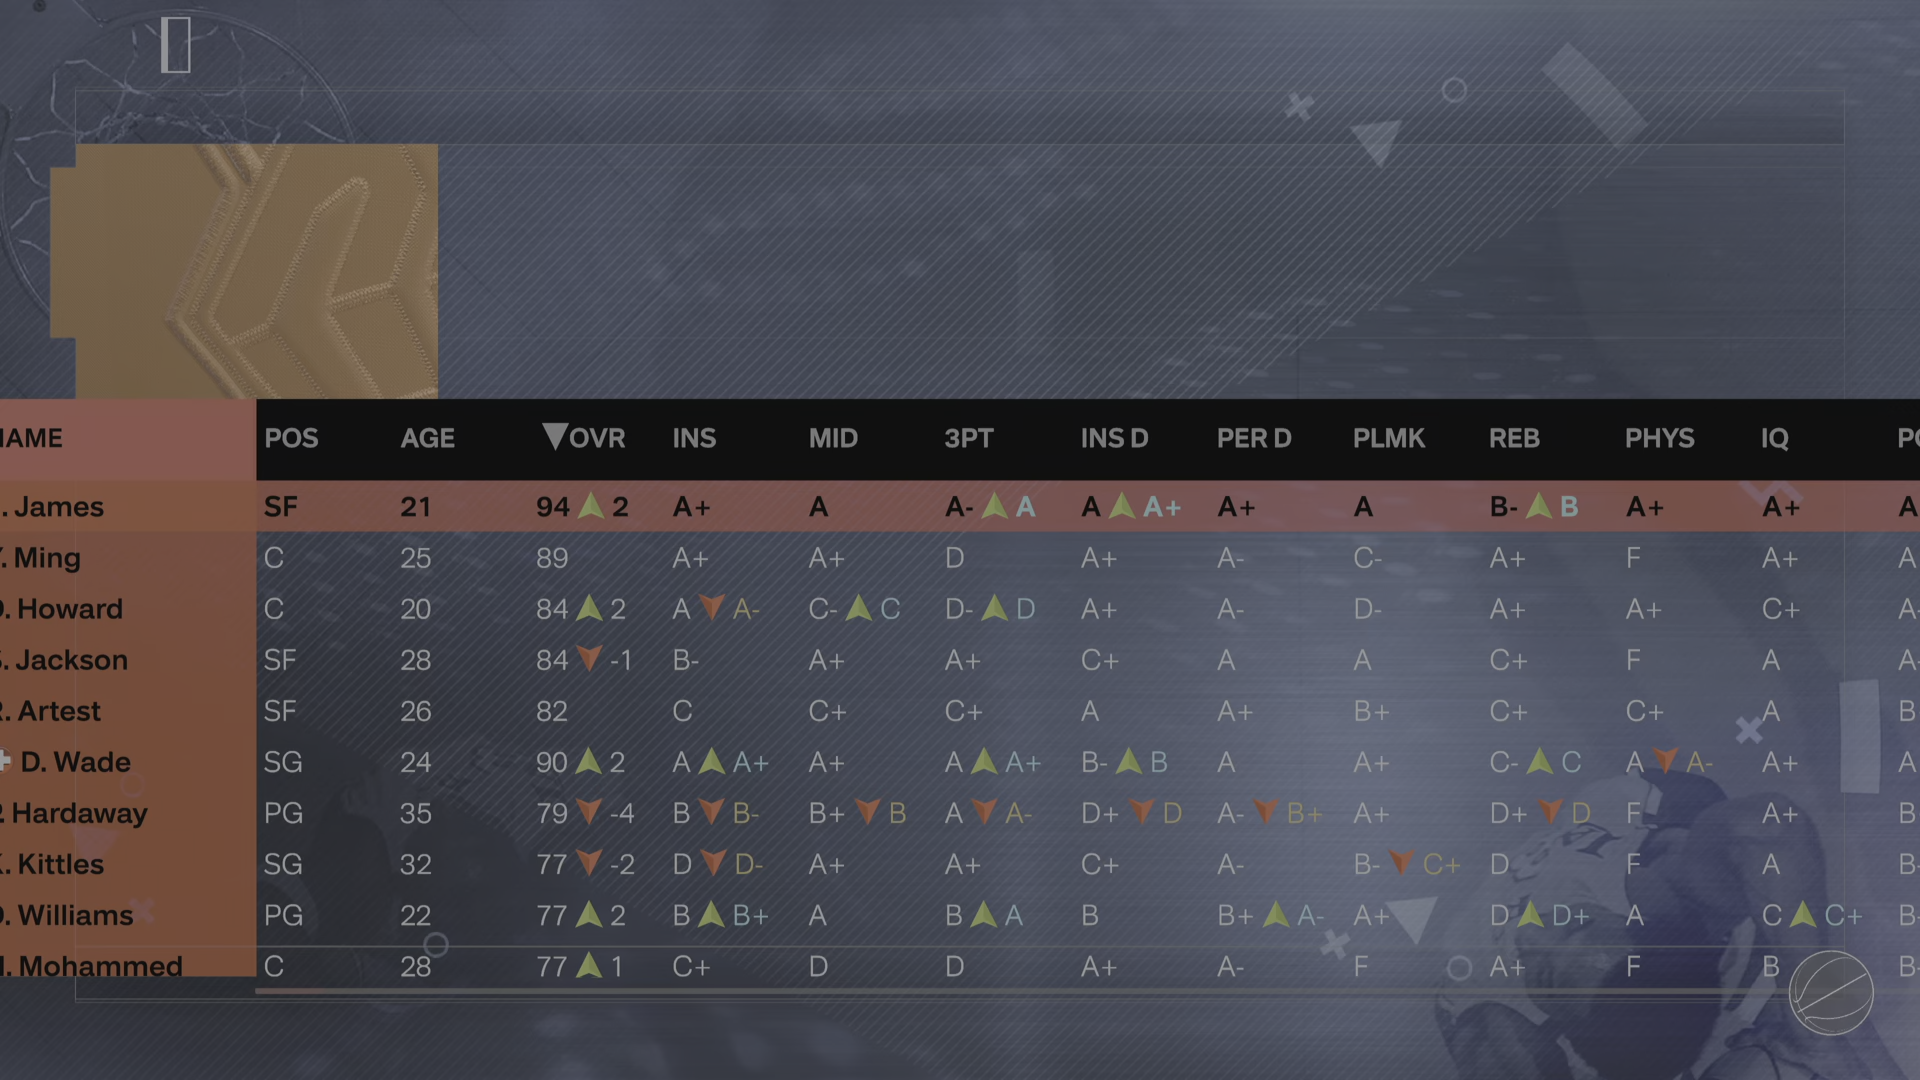 AME POS AGE OVR INS MID 3PT INS D PER D PLMK REB PHYS IQ PO
. James SF 21 94 2 A+ A A- A A A+ A+ A B- B A+ A+ A
. Ming C 25 89 A+ A+ D A+ A- C- A+ F A+ A
. Howard C 20 84 2 A A- C- C D- D A+ A- D- A+ A+ C+ A-
. Jackson SF 28 84 -1 B- A+ A+ C+ A A C+ F A A-
. Artest SF 26 82 C C+ C+ A A+ B+ C+ C+ A B
D. Wade SG 24 90 2 A A+ A+ A A+ B- B A A+ C- C A A- A+ A
Hardaway PG 35 79 -4 B B- B+ B A A- D+ D A- B+ A+ D+ D F A+ B
. Kittles SG 32 77 -2 D D- A+ A+ C+ A- B- C+ D F A B-
. Williams PG 22 77 2 B B+ A B A B B+ A- A+ D D+ A C C+ B-
. Mohammed C 28 77 1 C+ D D A+ A- F A+ F B B-